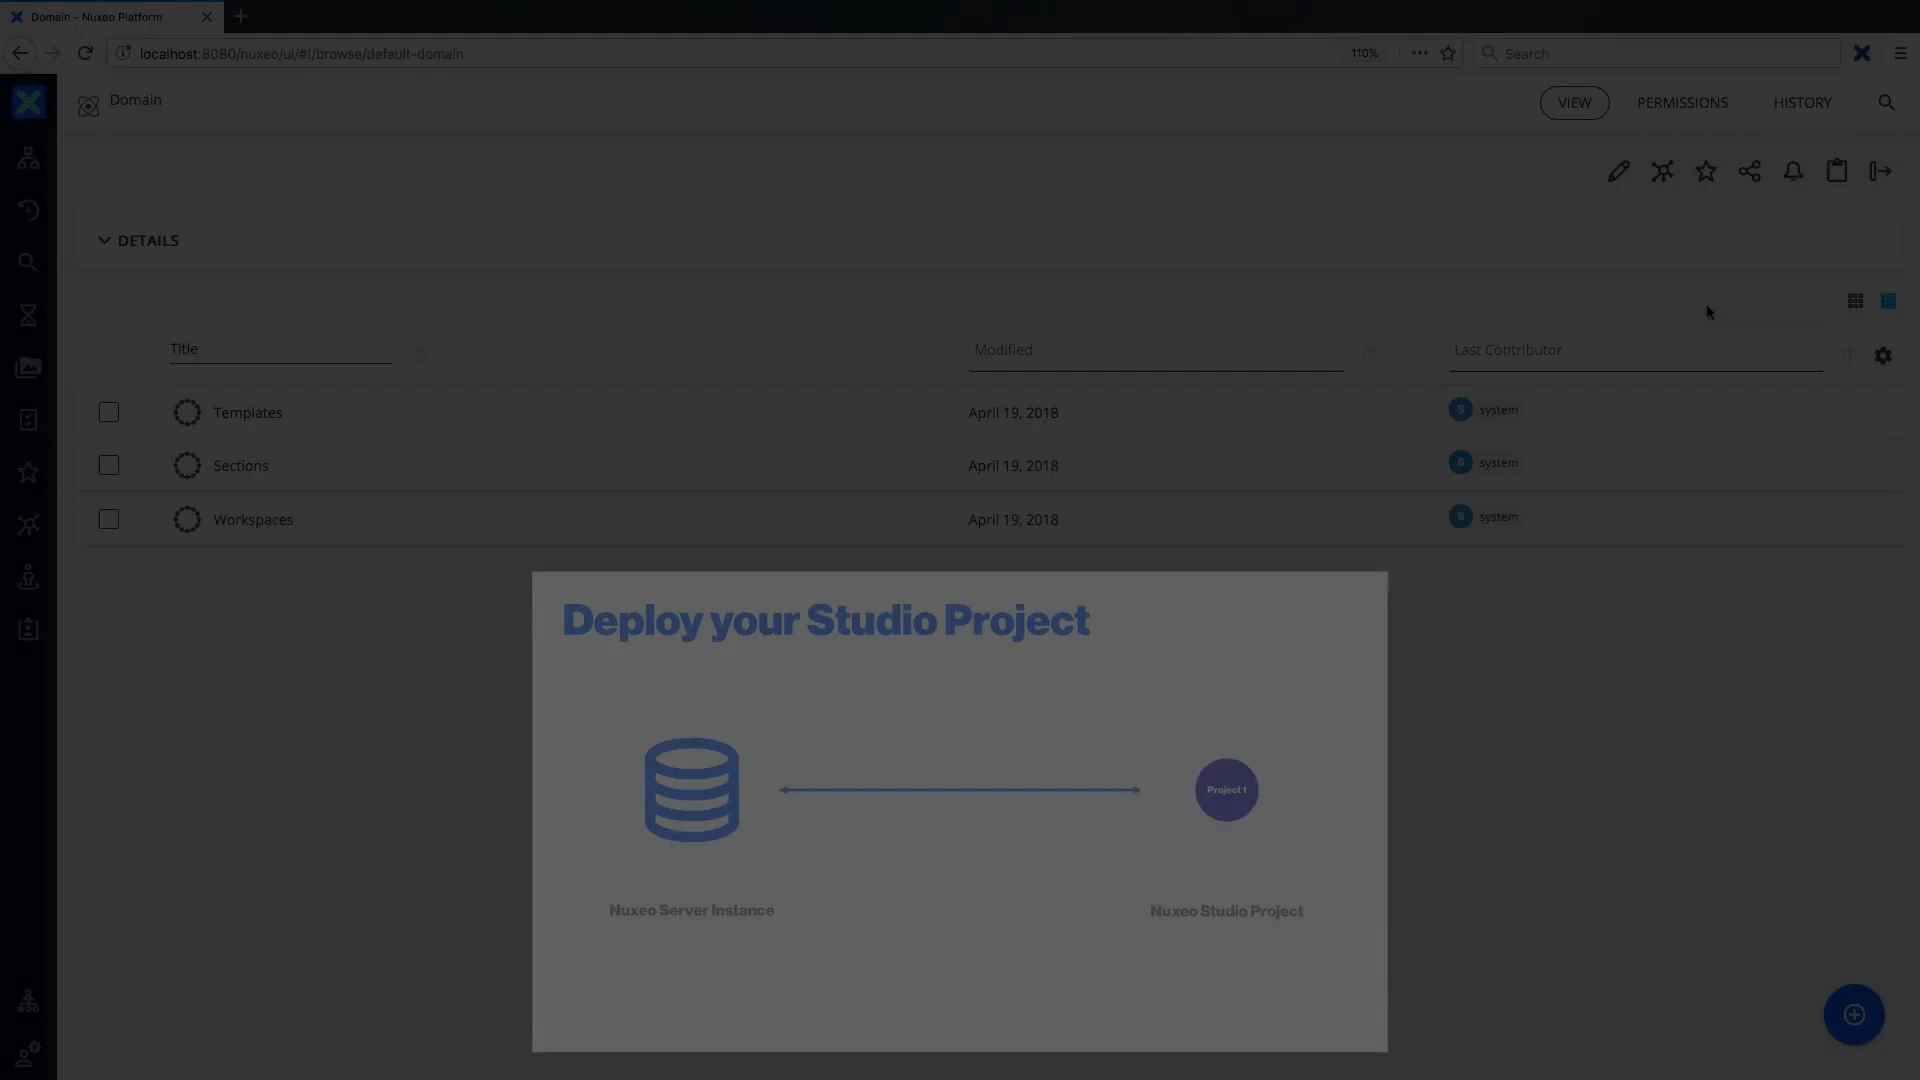 Domain - Nuxeo Platform
localhost:8080/nuxeo/ui/#!/browse/default-domain
110%
Search
Domain
VIEW
PERMISSIONS
HISTORY
DETAILS
Title
Modified
Last Contributor
Templates
April 19, 2018
S
system
Sections
April 19, 2018
S
system
Workspaces
April 19, 2018
S
system
Deploy your Studio Project
Project 1
Nuxeo Server Instance
Nuxeo Studio Project